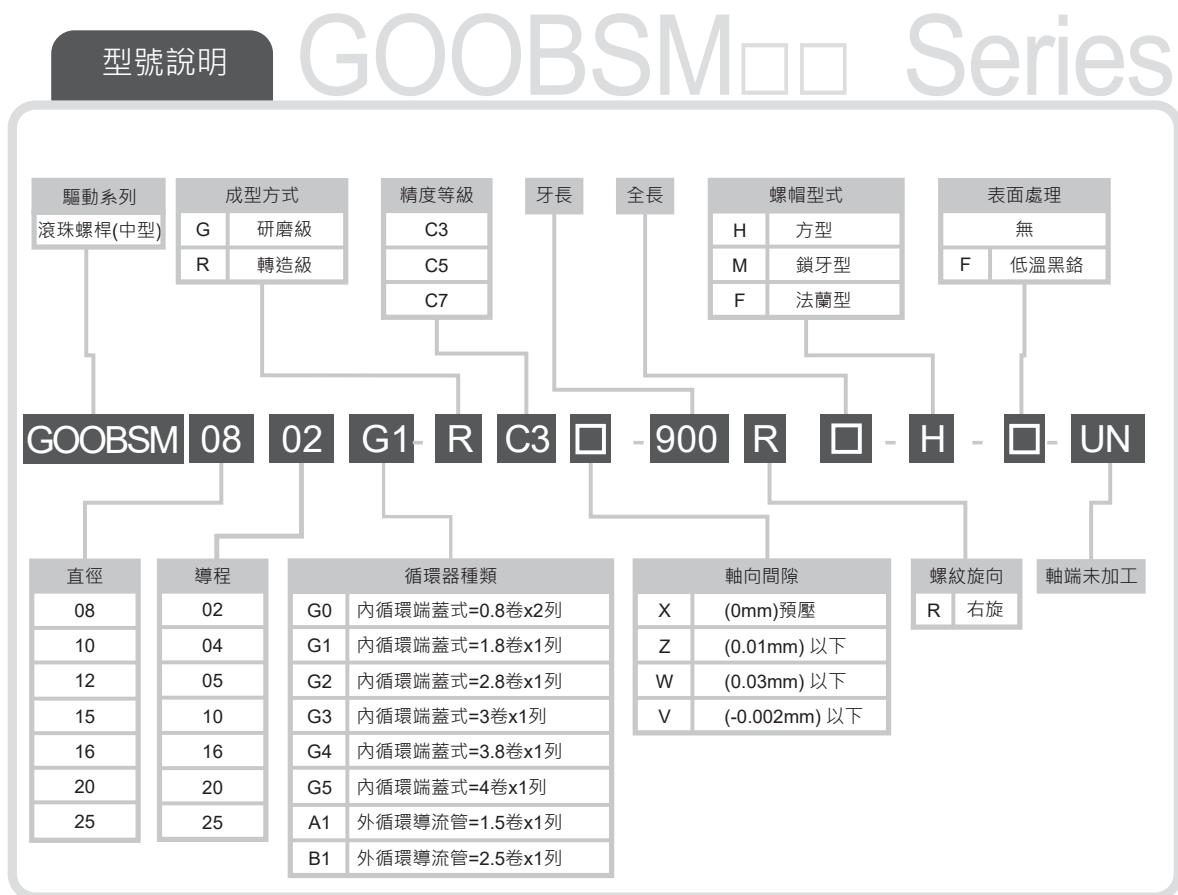 型號說明
GOOBSM□□ Series
驅動系列
滾珠螺桿(中型)
成型方式
G 研磨級
R 轉造級
精度等級
C3
C5
C7
牙長
全長
螺帽型式
H 方型
M 鎖牙型
F 法蘭型
表面處理
無
F 低溫黑鉻
GOOBSM 08 02 G1- R C3 □ - 900 R □ - H - □ - UN
直徑
08
10
12
15
16
20
25
導程
02
04
05
10
16
20
25
循環器種類
G0 內循環端蓋式=0.8卷x2列
G1 內循環端蓋式=1.8卷x1列
G2 內循環端蓋式=2.8卷x1列
G3 內循環端蓋式=3卷x1列
G4 內循環端蓋式=3.8卷x1列
G5 內循環端蓋式=4卷x1列
A1 外循環導流管=1.5卷x1列
B1 外循環導流管=2.5卷x1列
軸向間隙
X (0mm)預壓
Z (0.01mm) 以下
W (0.03mm) 以下
V (-0.002mm) 以下
螺紋旋向
R 右旋
軸端未加工